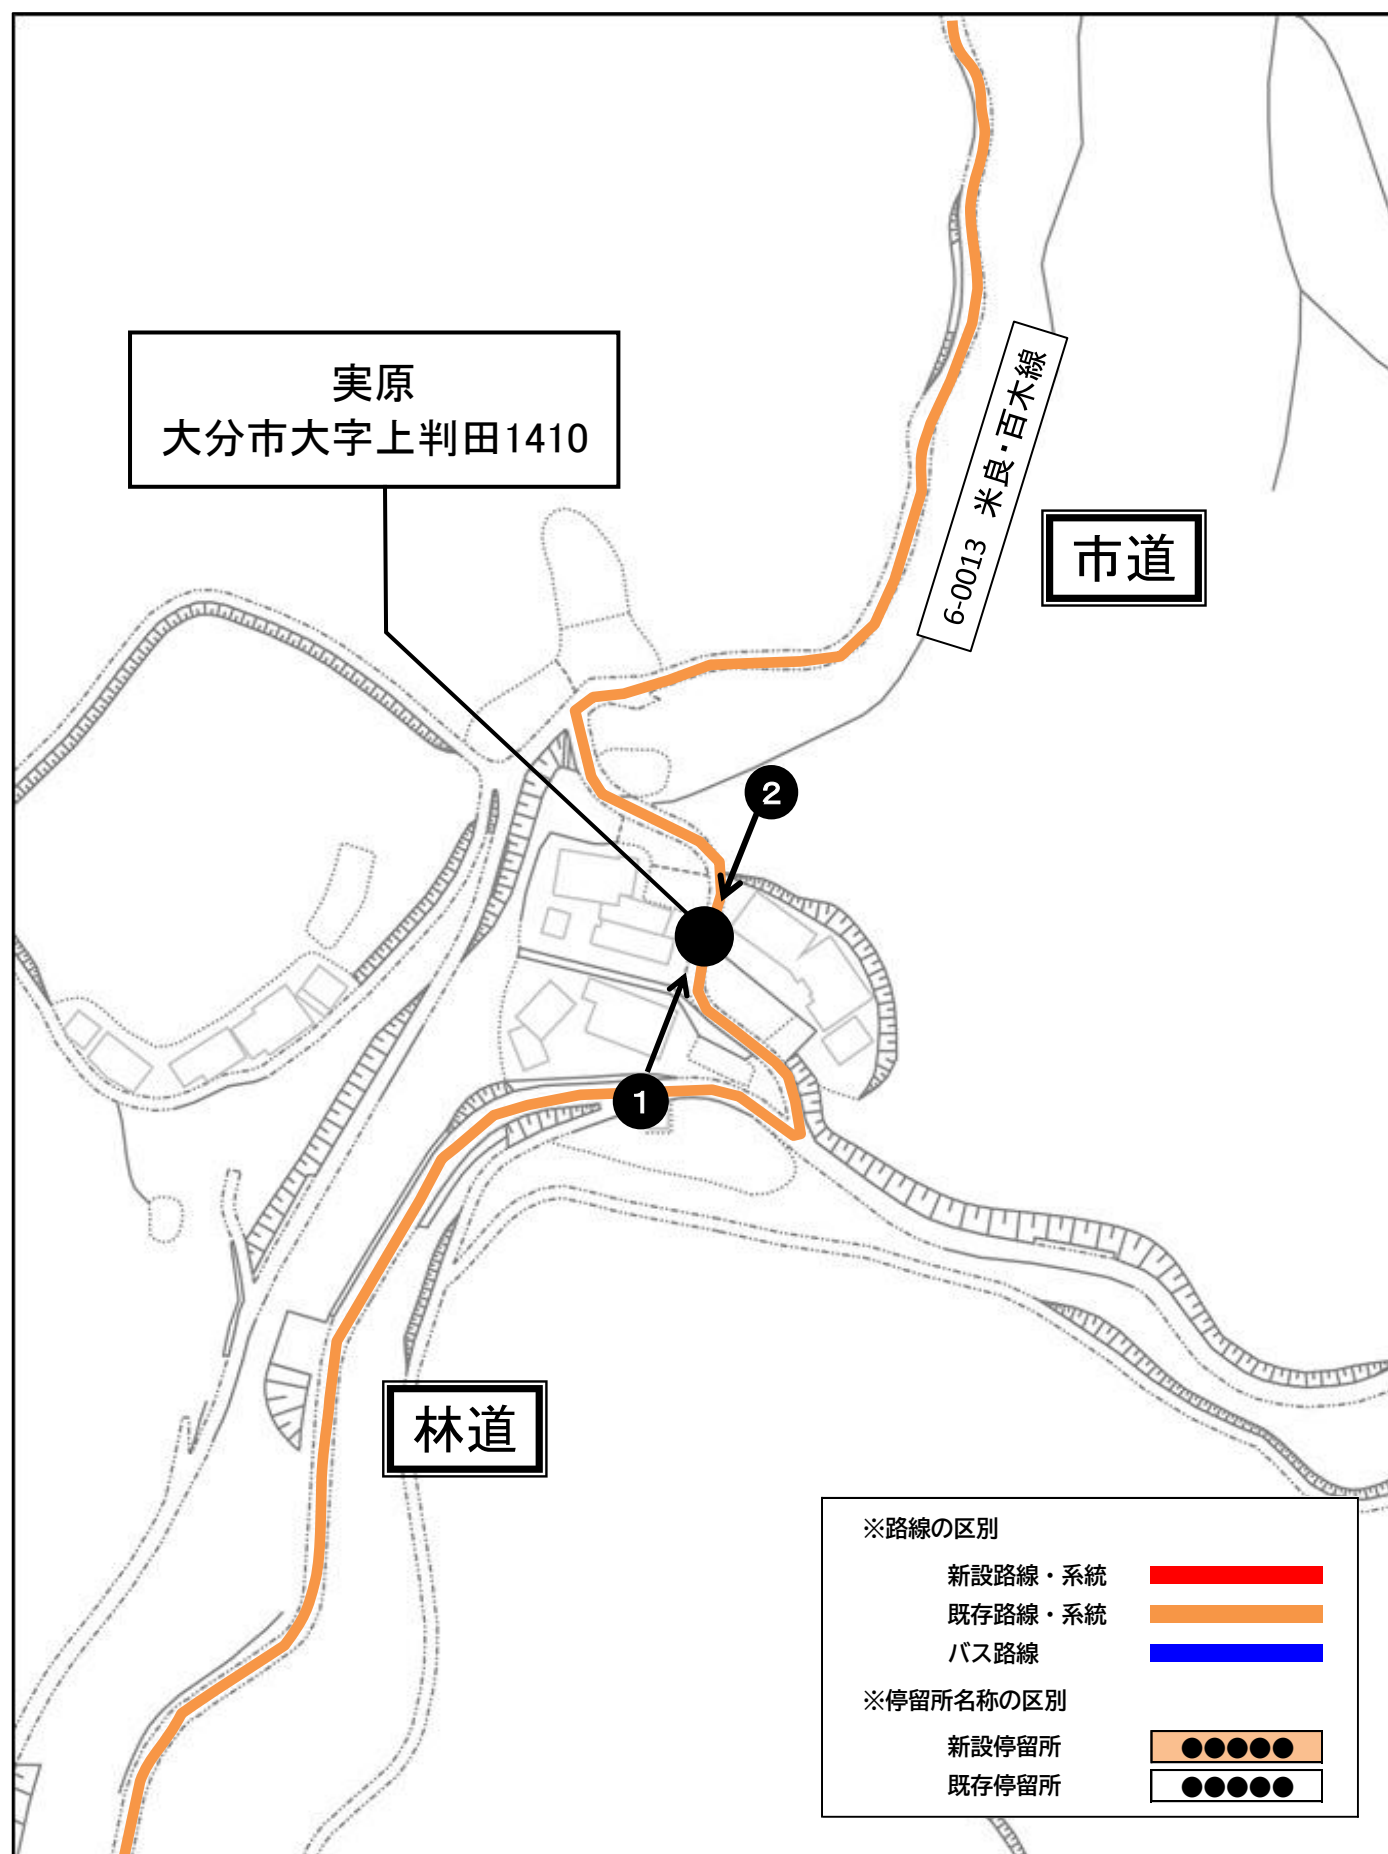 実原
大分市大字上判田1410
6-0013　米良・百木線
市道
2
1
林道
※路線の区別
新設路線・系統
既存路線・系統
バス路線
※停留所名称の区別
新設停留所 ●●●●●
既存停留所 ●●●●●